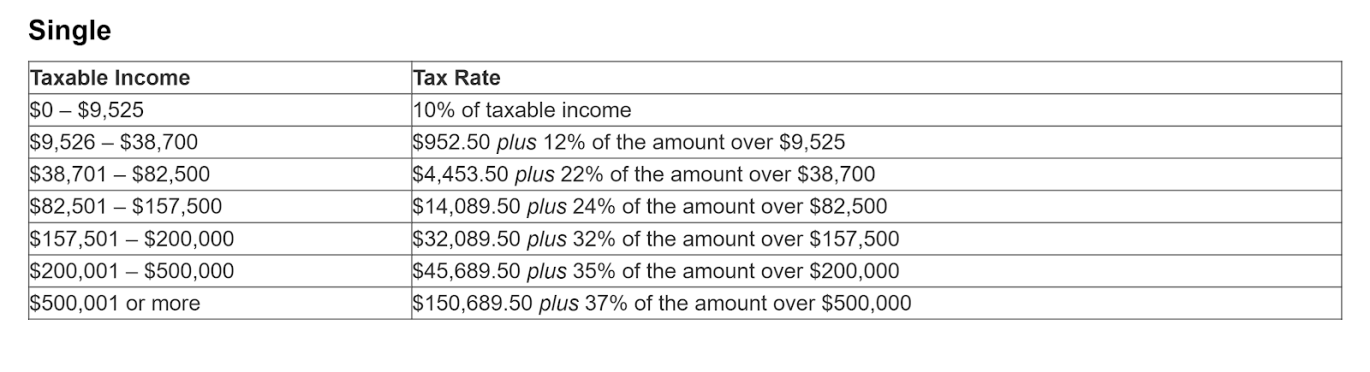 Single
Taxable Income Tax Rate
$0 – $9,525 10% of taxable income
$9,526 – $38,700 $952.50 plus 12% of the amount over $9,525
$38,701 – $82,500 $4,453.50 plus 22% of the amount over $38,700
$82,501 – $157,500 $14,089.50 plus 24% of the amount over $82,500
$157,501 – $200,000 $32,089.50 plus 32% of the amount over $157,500
$200,001 – $500,000 $45,689.50 plus 35% of the amount over $200,000
$500,001 or more $150,689.50 plus 37% of the amount over $500,000